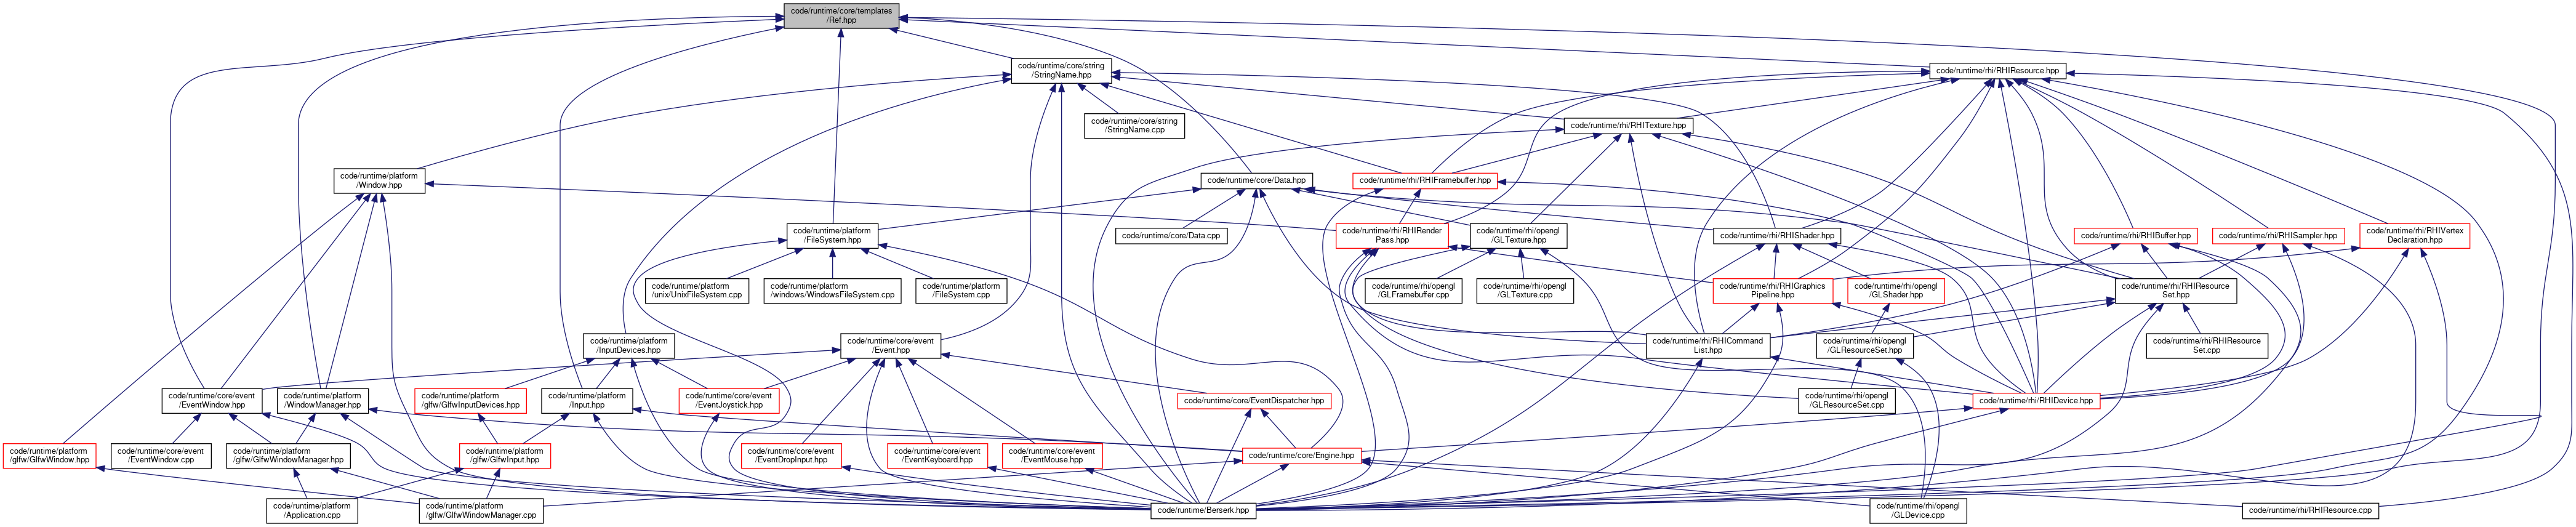 code/runtime/core/templates
/Ref.hpp
code/runtime/core/string
/StringName.hpp
code/runtime/rhi/RHIResource.hpp
code/runtime/core/string
/StringName.cpp
code/runtime/rhi/RHITexture.hpp
code/runtime/platform
/Window.hpp
code/runtime/core/Data.hpp
code/runtime/rhi/RHIFramebuffer.hpp
code/runtime/platform
/FileSystem.hpp
code/runtime/core/Data.cpp
code/runtime/rhi/RHIRender
Pass.hpp
code/runtime/rhi/opengl
/GLTexture.hpp
code/runtime/rhi/RHIShader.hpp
code/runtime/rhi/RHIBuffer.hpp
code/runtime/rhi/RHISampler.hpp
code/runtime/rhi/RHIVertex
Declaration.hpp
code/runtime/platform
/unix/UnixFileSystem.cpp
code/runtime/platform
/windows/WindowsFileSystem.cpp
code/runtime/platform
/FileSystem.cpp
code/runtime/rhi/opengl
/GLFramebuffer.cpp
code/runtime/rhi/opengl
/GLTexture.cpp
code/runtime/rhi/RHIGraphics
Pipeline.hpp
code/runtime/rhi/opengl
/GLShader.hpp
code/runtime/rhi/RHIResource
Set.hpp
code/runtime/platform
/InputDevices.hpp
code/runtime/core/event
/Event.hpp
code/runtime/rhi/RHICommand
List.hpp
code/runtime/rhi/opengl
/GLResourceSet.hpp
code/runtime/rhi/RHIResource
Set.cpp
code/runtime/core/event
/EventWindow.hpp
code/runtime/platform
/WindowManager.hpp
code/runtime/platform
/glfw/GlfwInputDevices.hpp
code/runtime/platform
/Input.hpp
code/runtime/core/event
/EventJoystick.hpp
code/runtime/core/EventDispatcher.hpp
code/runtime/rhi/opengl
/GLResourceSet.cpp
code/runtime/rhi/RHIDevice.hpp
code/runtime/platform
/glfw/GlfwWindow.hpp
code/runtime/core/event
/EventWindow.cpp
code/runtime/platform
/glfw/GlfwWindowManager.hpp
code/runtime/platform
/glfw/GlfwInput.hpp
code/runtime/core/event
/EventDropInput.hpp
code/runtime/core/event
/EventKeyboard.hpp
code/runtime/core/event
/EventMouse.hpp
code/runtime/core/Engine.hpp
code/runtime/platform
/Application.cpp
code/runtime/platform
/glfw/GlfwWindowManager.cpp
code/runtime/Berserk.hpp
code/runtime/rhi/opengl
/GLDevice.cpp
code/runtime/rhi/RHIResource.cpp